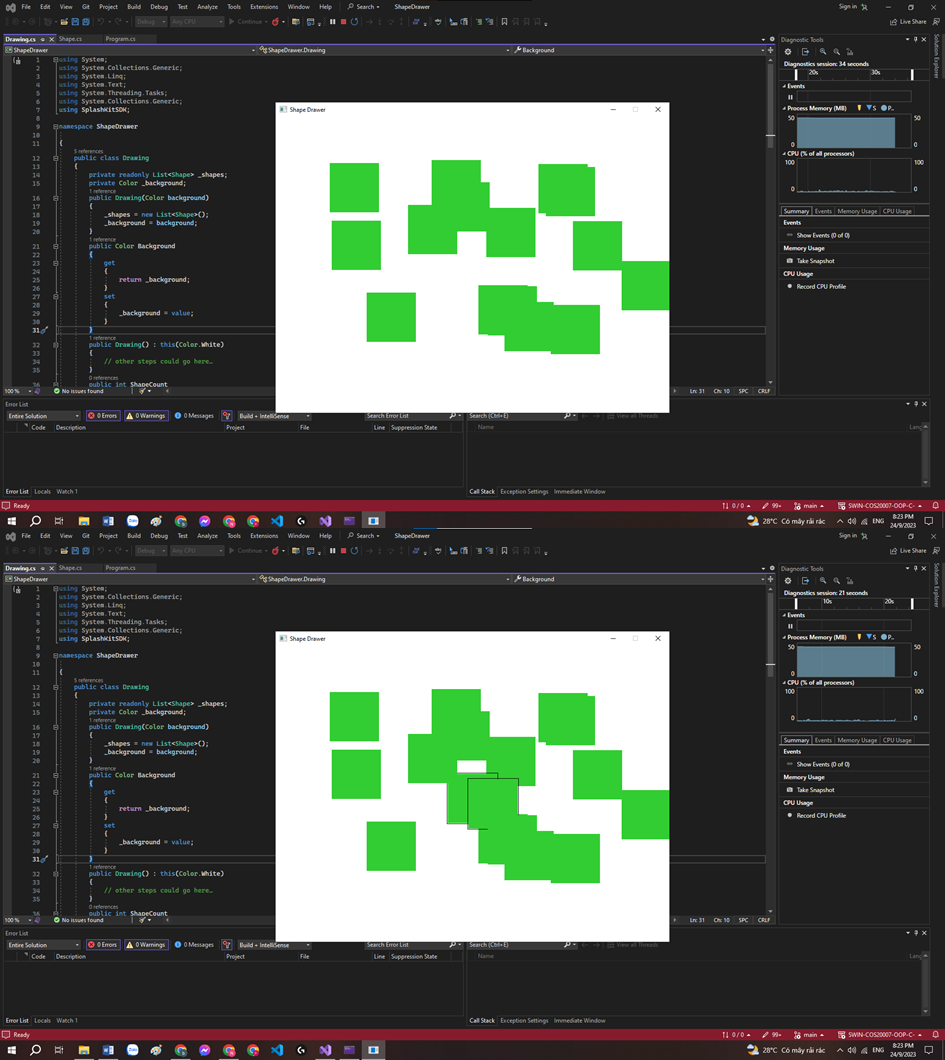 File Edit View Git Project Build Debug Test Analyze Tools Extensions Window Help Search ShapeDrawer Sign in
Debug Any CPU Continue Live Share
Drawing.cs Shape.cs Program.cs
ShapeDrawer ShapeDrawer.Drawing Background
1 using System;
2 using System.Collections.Generic;
3 using System.Linq;
4 using System.Text;
5 using System.Threading.Tasks;
6 using System.Collections.Generic;
7 using SplashKitSDK;
8
9 namespace ShapeDrawer
10
11 {
5 references
12 public class Drawing
13 {
14 private readonly List<Shape> _shapes;
15 private Color _background;
1 reference
16 public Drawing(Color background)
17 {
18 _shapes = new List<Shape>();
19 _background = background;
20 }
1 reference
21 public Color Background
22 {
23 get
24 {
25 return _background;
26 }
27 set
28 {
29 _background = value;
30 }
31 }
1 reference
32 public Drawing() : this(Color.White)
33 {
34 // other steps could go here…
35 }
0 references
36 public int ShapeCount
100 % No issues found Ln: 31 Ch: 10 SPC CRLF
Shape Drawer
Diagnostic Tools
Diagnostics session: 34 seconds
20s 30s
Events
Process Memory (MB) S P..
50 50
0 0
CPU (% of all processors)
100 100
0 0
Summary Events Memory Usage CPU Usage
Events
Show Events (0 of 0)
Memory Usage
Take Snapshot
CPU Usage
Record CPU Profile
Solution Explorer
Error List
Entire Solution 0 Errors 0 Warnings 0 Messages Build + IntelliSense Search Error List
Code Description Project File Line Suppression State
Search (Ctrl+E) View all Threads
Name Lang
Error List Locals Watch 1
Call Stack Exception Settings Immediate Window
Ready 0 / 0 99+ main SWIN-COS20007-OOP-C-
28°C Có mây rải rác ENG 8:23 PM
24/9/2023
File Edit View Git Project Build Debug Test Analyze Tools Extensions Window Help Search ShapeDrawer Sign in
Debug Any CPU Continue Live Share
Drawing.cs Shape.cs Program.cs
ShapeDrawer ShapeDrawer.Drawing Background
1 using System;
2 using System.Collections.Generic;
3 using System.Linq;
4 using System.Text;
5 using System.Threading.Tasks;
6 using System.Collections.Generic;
7 using SplashKitSDK;
8
9 namespace ShapeDrawer
10
11 {
5 references
12 public class Drawing
13 {
14 private readonly List<Shape> _shapes;
15 private Color _background;
1 reference
16 public Drawing(Color background)
17 {
18 _shapes = new List<Shape>();
19 _background = background;
20 }
1 reference
21 public Color Background
22 {
23 get
24 {
25 return _background;
26 }
27 set
28 {
29 _background = value;
30 }
31 }
1 reference
32 public Drawing() : this(Color.White)
33 {
34 // other steps could go here…
35 }
0 references
36 public int ShapeCount
100 % No issues found Ln: 31 Ch: 10 SPC CRLF
Shape Drawer
Diagnostic Tools
Diagnostics session: 21 seconds
10s 20s
Events
Process Memory (MB) S P..
50 50
0 0
CPU (% of all processors)
100 100
0 0
Summary Events Memory Usage CPU Usage
Events
Show Events (0 of 0)
Memory Usage
Take Snapshot
CPU Usage
Record CPU Profile
Solution Explorer
Error List
Entire Solution 0 Errors 0 Warnings 0 Messages Build + IntelliSense Search Error List
Code Description Project File Line Suppression State
Search (Ctrl+E) View all Threads
Name Lang
Error List Locals Watch 1
Call Stack Exception Settings Immediate Window
Ready 0 / 0 99+ main SWIN-COS20007-OOP-C-
28°C Có mây rải rác ENG 8:23 PM
24/9/2023